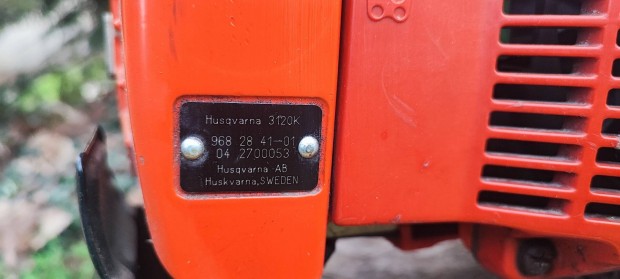 Husqvarna 3120K
968 28 41-01
04 2700053
Husqvarna AB
Huskvarna,SWEDEN